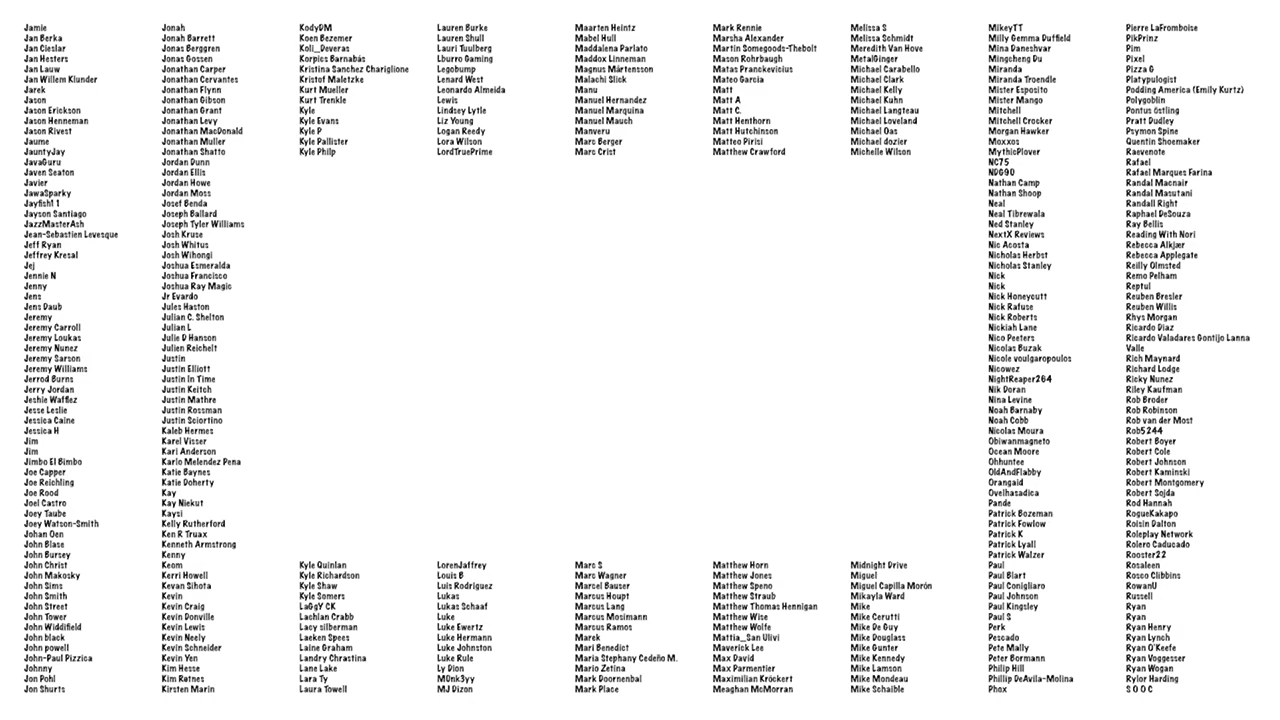 Jamie
Jan Berka
Jan Cieslar
Jan Hesters
Jan Lauw
Jan Willem Klunder
Jarek
Jason
Jason Erickson
Jason Henneman
Jason Rivest
Jaume
JauntyJay
JavaGuru
Javen Seaton
Javier
JawaSparky
Jayfish1 1
Jayson Santiago
JazzMasterAsh
Jean-Sebastien Levesque
Jeff Ryan
Jeffrey Kresal
Jej
Jennie N
Jenny
Jens
Jens Daub
Jeremy
Jeremy Carroll
Jeremy Loukas
Jeremy Nunez
Jeremy Sarson
Jeremy Williams
Jerrod Burns
Jerry Jordan
Jeshie Wafflez
Jesse Leslie
Jessica Caine
Jessica H
Jim
Jim
Jimbo El Bimbo
Joe Capper
Joe Reichling
Joe Rood
Joel Castro
Joey Taube
Joey Watson-Smith
Johan Oen
John Blase
John Bursey
John Christ
John Makosky
John Sims
John Smith
John Street
John Tower
John Widdifield
John black
John powell
John-Paul Pizzica
Johnny
Jon Pohl
Jon Shurts
Jonah
Jonah Barrett
Jonas Berggren
Jonas Gossen
Jonathan Carper
Jonathan Cervantes
Jonathan Flynn
Jonathan Gibson
Jonathan Grant
Jonathan Levy
Jonathan MacDonald
Jonathan Muller
Jonathan Shatto
Jordan Dunn
Jordan Ellis
Jordan Howe
Jordan Moss
Josef Benda
Joseph Ballard
Joseph Tyler Williams
Josh Kruse
Josh Whitus
Josh Wihongi
Joshua Esmeralda
Joshua Francisco
Joshua Ray Magic
Jr Evardo
Jules Haston
Julian C. Shelton
Julian L
Julie D Hanson
Julien Reichelt
Justin
Justin Elliott
Justin In Time
Justin Keitch
Justin Mathre
Justin Rossman
Justin Sciortino
Kaleb Hermes
Karel Visser
Kari Anderson
Karlo Melendez Pena
Katie Baynes
Katie Doherty
Kay
Kay Niekut
Kaysi
Kelly Rutherford
Ken R Truax
Kenneth Armstrong
Kenny
Keom
Kerri Howell
Kevan Sihota
Kevin
Kevin Craig
Kevin Donville
Kevin Lewis
Kevin Neely
Kevin Schneider
Kevin Yen
Kim Hesse
Kim Røtnes
Kirsten Marin
KodyDM
Koen Bezemer
Koli_Deveras
Korpics Barnabás
Kristina Sanchez Chariglione
Kristof Maletzke
Kurt Mueller
Kurt Trenkle
Kyle
Kyle Evans
Kyle P
Kyle Pallister
Kyle Philp
Kyle Quinlan
Kyle Richardson
Kyle Shaw
Kyle Somers
LaGgY CK
Lachlan Crabb
Lacy silberman
Laeken Spees
Laine Graham
Landry Chrastina
Lane Lake
Lara Ty
Laura Towell
Lauren Burke
Lauren Shull
Lauri Tuulberg
Lburro Gaming
Legobump
Lenard West
Leonardo Almeida
Lewis
Lindsey Lytle
Liz Young
Logan Reedy
Lora Wilson
LordTruePrime
LorenJaffrey
Louis B
Luis Rodríguez
Lukas
Lukas Schaaf
Luke
Luke Ewertz
Luke Hermann
Luke Johnston
Luke Rule
Ly Dion
M0nk3yy
MJ Dizon
Maarten Heintz
Mabel Hull
Maddalena Parlato
Maddox Linneman
Magnus Mårtensson
Malachi Slick
Manu
Manuel Hernandez
Manuel Marquina
Manuel Mauch
Manveru
Marc Berger
Marc Crist
Marc S
Marc Wagner
Marcel Bauser
Marcus Houpt
Marcus Lang
Marcus Mosimann
Marcus Ramos
Marek
Mari Benedict
Maria Stephany Cedeño M.
Mario Zetina
Mark Doornenbal
Mark Place
Mark Rennie
Marsha Alexander
Martin Somegoods-Thebolt
Mason Rohrbaugh
Matas Pranckevicius
Mateo Garcia
Matt
Matt A
Matt C.
Matt Henthorn
Matt Hutchinson
Matteo Pirisi
Matthew Crawford
Matthew Horn
Matthew Jones
Matthew Speno
Matthew Straub
Matthew Thomas Hennigan
Matthew Wise
Matthew Wolfe
Mattia_San Ulivi
Maverick Lee
Max David
Max Parmentier
Maximilian Kröckert
Meaghan McMorran
Melissa S
Melissa Schmidt
Meredith Van Hove
MetalGinger
Michael Carabello
Michael Clark
Michael Kelly
Michael Kuhn
Michael Langteau
Michael Loveland
Michael Oas
Michael dozier
Michelle Wilson
Midnight Drive
Miguel
Miguel Capilla Morón
Mikayla Ward
Mike
Mike Cerutti
Mike De Guy
Mike Douglass
Mike Gunter
Mike Kennedy
Mike Lamson
Mike Mondeau
Mike Schaible
MikeyTT
Milly Gemma Duffield
Mina Daneshvar
Mingcheng Du
Miranda
Miranda Troendle
Mister Esposito
Mister Mango
Mitchell
Mitchell Crocker
Morgan Hawker
Moxxos
MythicPlover
NC75
NDG90
Nathan Camp
Nathan Shoop
Neal
Neal Tibrewala
Ned Stanley
NextX Reviews
Nic Acosta
Nicholas Herbst
Nicholas Stanley
Nick
Nick
Nick Honeycutt
Nick Rafuse
Nick Roberts
Nickiah Lane
Nico Peeters
Nicolas Buzak
Nicole voulgaropoulos
Nicowez
NightReaper264
Nik Doran
Nina Levine
Noah Barnaby
Noah Cobb
Nicolas Moura
Obiwanmagneto
Ocean Moore
Ohhuntee
OldAndFlabby
Orangaid
Ovelhasadica
Pande
Patrick Bozeman
Patrick Fowlow
Patrick K
Patrick Lyall
Patrick Walzer
Paul
Paul Blart
Paul Conigliaro
Paul Johnson
Paul Kingsley
Paul S
Perk
Pescado
Pete Mally
Peter Bormann
Philip Hill
Phillip DeAvila-Molina
Phox
Pierre LaFromboise
PikPrinz
Pim
Pixel
Pizza G
Platypulogist
Podding America (Emily Kurtz)
Polygoblin
Pontus östling
Pratt Dudley
Psymon Spine
Quentin Shoemaker
Raevenote
Rafael
Rafael Marques Farina
Randal Macnair
Randal Masutani
Randall Right
Raphael DeSouza
Ray Bellis
Reading With Nori
Rebecca Alkjær
Rebecca Applegate
Reilly Olmsted
Remo Pelham
Reptul
Reuben Bresler
Reuben Willis
Rhys Morgan
Ricardo Diaz
Ricardo Valadares Gontijo Lanna
Valle
Rich Maynard
Richard Lodge
Ricky Nunez
Riley Kaufman
Rob Broder
Rob Robinson
Rob van der Most
Rob5244
Robert Boyer
Robert Cole
Robert Johnson
Robert Kaminski
Robert Montgomery
Robert Sojda
Rod Hannah
RogueKakapo
Roisin Dalton
Roleplay Network
Rolero Caducado
Rooster22
Rosaleen
Rosco Clibbins
RowanU
Russell
Ryan
Ryan
Ryan Henry
Ryan Lynch
Ryan O'Keefe
Ryan Voggesser
Ryan Wogan
Rylor Harding
S O O C